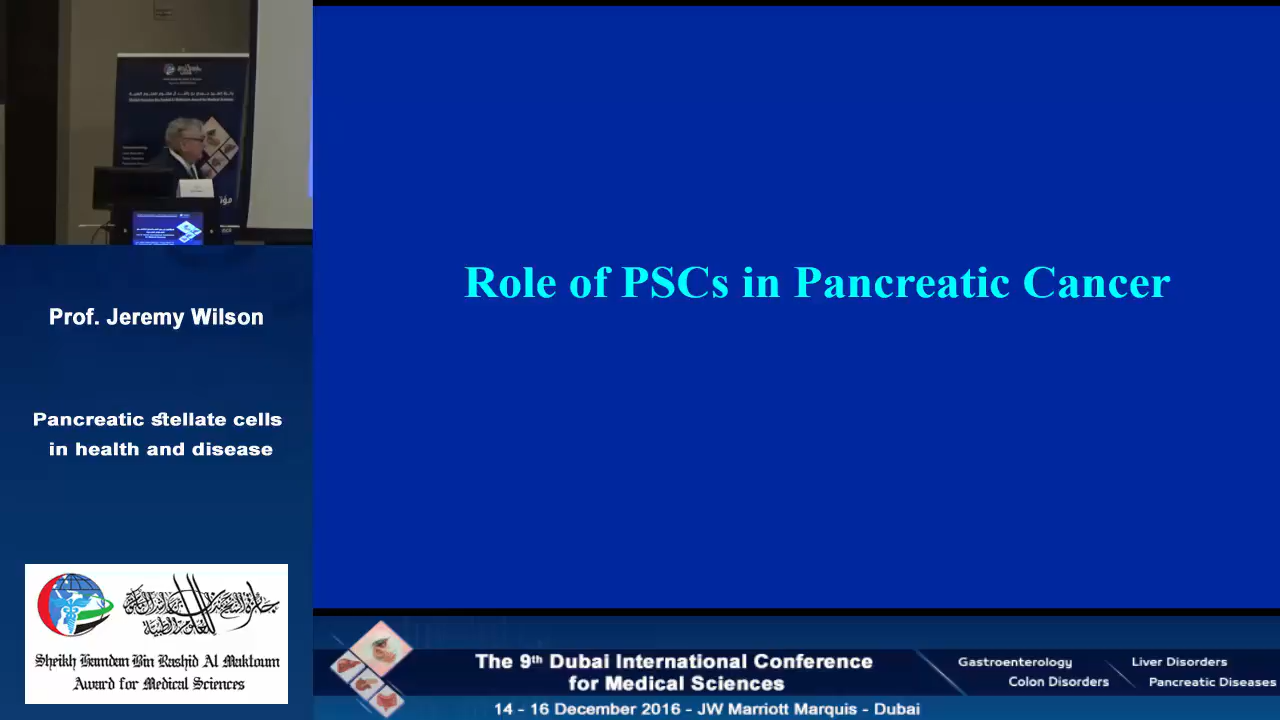 Role of PSCs in Pancreatic Cancer
Prof. Jeremy Wilson
Pancreatic stellate cells
in health and disease
Sheikh Hamdan Bin Rashid Al Maktoum
Award for Medical Sciences
The 9th Dubai International Conference
for Medical Sciences
14 - 16 December 2016 - JW Marriott Marquis - Dubai
Gastroenterology
Liver Disorders
Colon Disorders
Pancreatic Diseases